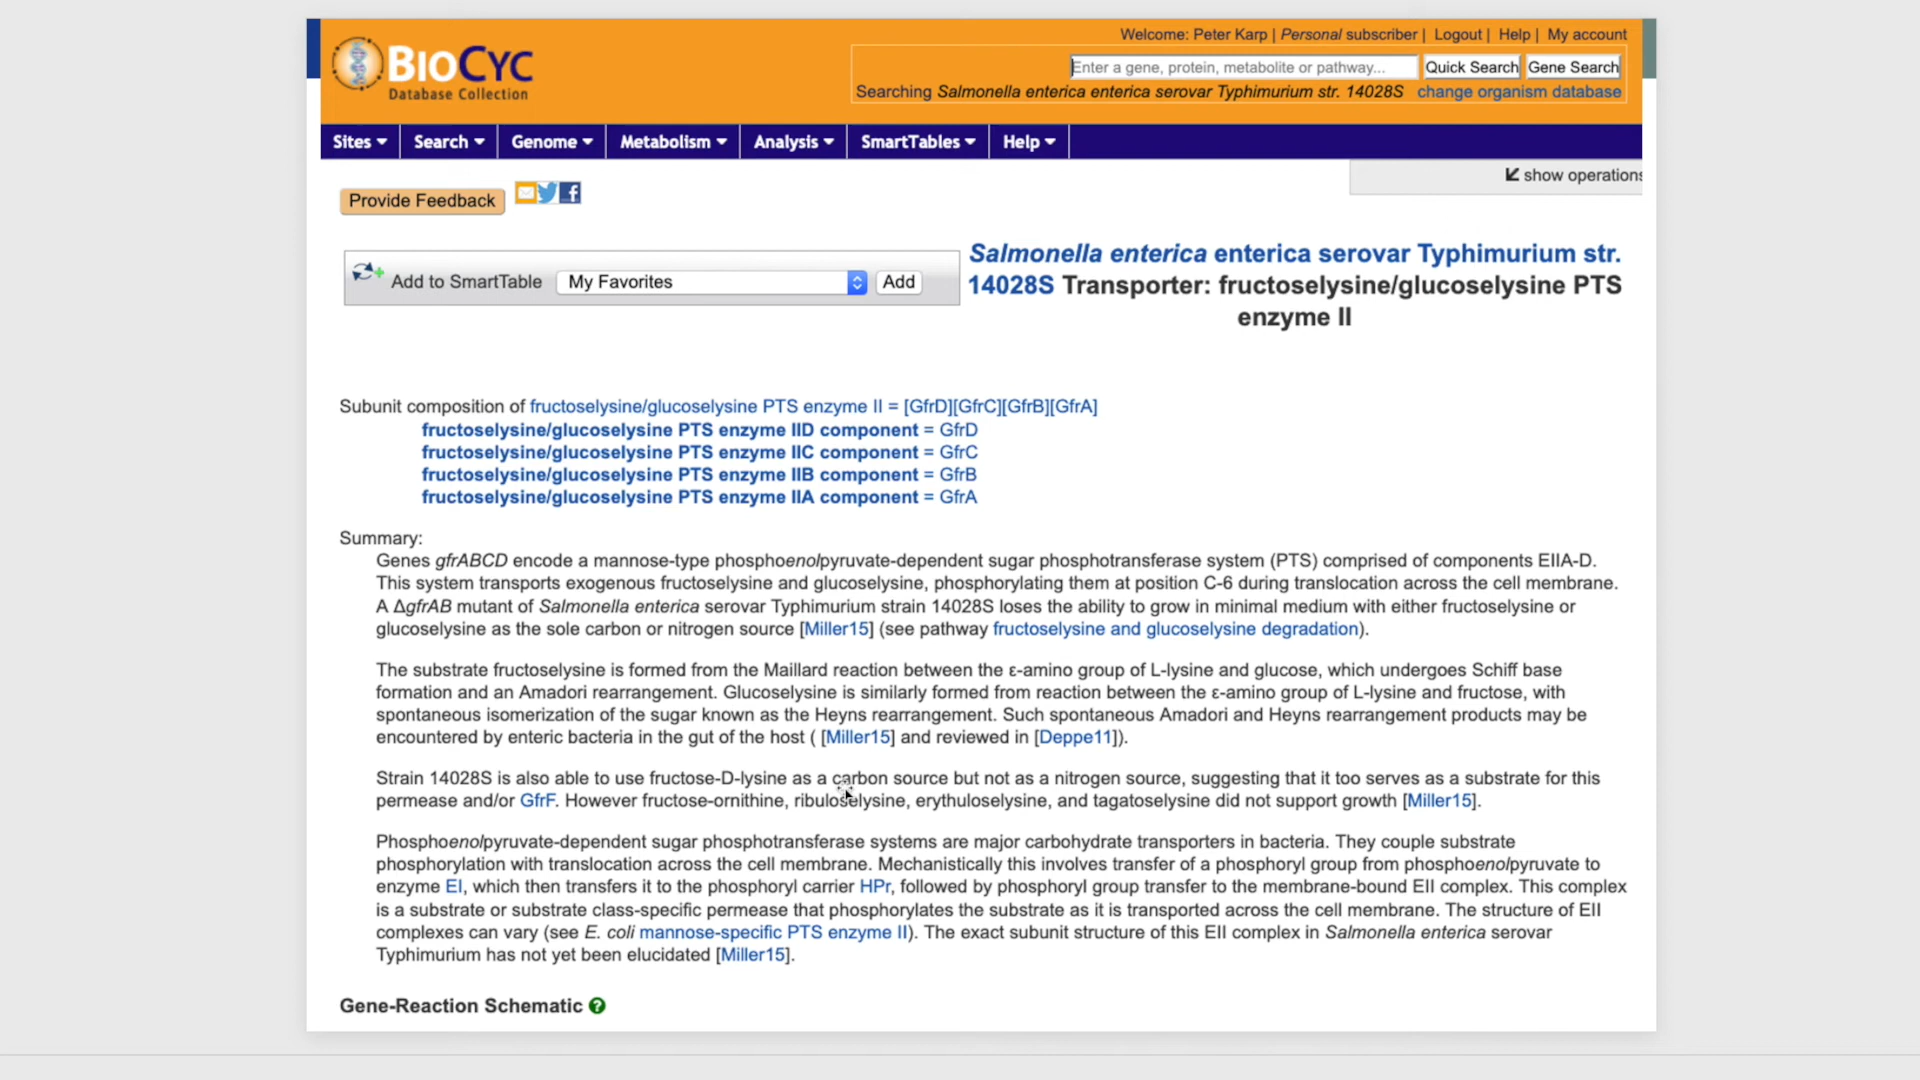 Welcome: Peter Karp | Personal subscriber | Logout | Help | My account
BIOCYC
Database Collection
Enter a gene, protein, metabolite or pathway...
Quick Search
Gene Search
Searching Salmonella enterica enterica serovar Typhimurium str. 14028S change organism database
Sites
Search
Genome
Metabolism
Analysis
SmartTables
Help
show operations
Provide Feedback
Add to SmartTable
My Favorites
Add
Salmonella enterica enterica serovar Typhimurium str.
14028S Transporter: fructoselysine/glucoselysine PTS
enzyme II
Subunit composition of fructoselysine/glucoselysine PTS enzyme II = [GfrD][GfrC][GfrB][GfrA]
fructoselysine/glucoselysine PTS enzyme IID component = GfrD
fructoselysine/glucoselysine PTS enzyme IIC component = GfrC
fructoselysine/glucoselysine PTS enzyme IIB component = GfrB
fructoselysine/glucoselysine PTS enzyme IIA component = GfrA
Summary:
Genes gfrABCD encode a mannose-type phosphoenolpyruvate-dependent sugar phosphotransferase system (PTS) comprised of components EIIA-D.
This system transports exogenous fructoselysine and glucoselysine, phosphorylating them at position C-6 during translocation across the cell membrane.
A ΔgfrAB mutant of Salmonella enterica serovar Typhimurium strain 14028S loses the ability to grow in minimal medium with either fructoselysine or
glucoselysine as the sole carbon or nitrogen source [Miller15] (see pathway fructoselysine and glucoselysine degradation).
The substrate fructoselysine is formed from the Maillard reaction between the ε-amino group of L-lysine and glucose, which undergoes Schiff base
formation and an Amadori rearrangement. Glucoselysine is similarly formed from reaction between the ε-amino group of L-lysine and fructose, with
spontaneous isomerization of the sugar known as the Heyns rearrangement. Such spontaneous Amadori and Heyns rearrangement products may be
encountered by enteric bacteria in the gut of the host ( [Miller15] and reviewed in [Deppe11]).
Strain 14028S is also able to use fructose-D-lysine as a carbon source but not as a nitrogen source, suggesting that it too serves as a substrate for this
permease and/or GfrF. However fructose-ornithine, ribuloselysine, erythuloselysine, and tagatoselysine did not support growth [Miller15].
Phosphoenolpyruvate-dependent sugar phosphotransferase systems are major carbohydrate transporters in bacteria. They couple substrate
phosphorylation with translocation across the cell membrane. Mechanistically this involves transfer of a phosphoryl group from phosphoenolpyruvate to
enzyme EI, which then transfers it to the phosphoryl carrier HPr, followed by phosphoryl group transfer to the membrane-bound EII complex. This complex
is a substrate or substrate class-specific permease that phosphorylates the substrate as it is transported across the cell membrane. The structure of EII
complexes can vary (see E. coli mannose-specific PTS enzyme II). The exact subunit structure of this EII complex in Salmonella enterica serovar
Typhimurium has not yet been elucidated [Miller15].
Gene-Reaction Schematic ?